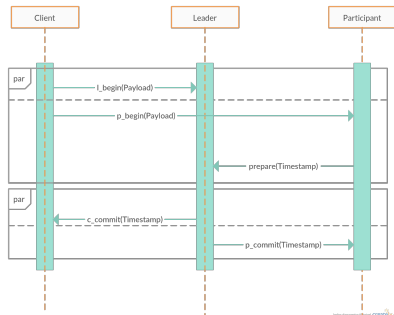 Client Leader Participant
par
l_begin(Payload)
p_begin(Payload)
prepare(Timestamp)
par
c_commit(Timestamp)
p_commit(Timestamp)